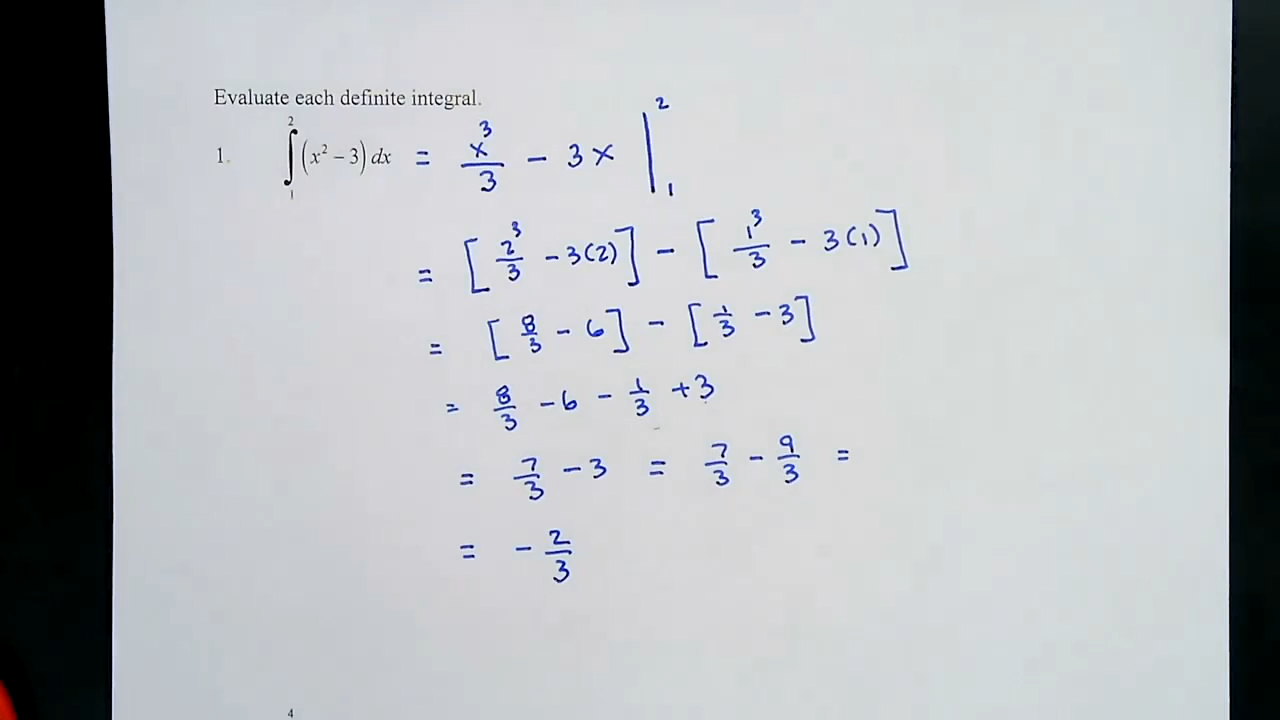 Evaluate each definite integral.
1. ∫₁² (x² − 3) dx = x³/3 − 3x |₁²
= [2³/3 − 3(2)] − [1³/3 − 3(1)]
= [8/3 − 6] − [1/3 − 3]
= 8/3 − 6 − 1/3 + 3
= 7/3 − 3 = 7/3 − 9/3 =
= − 2/3
4